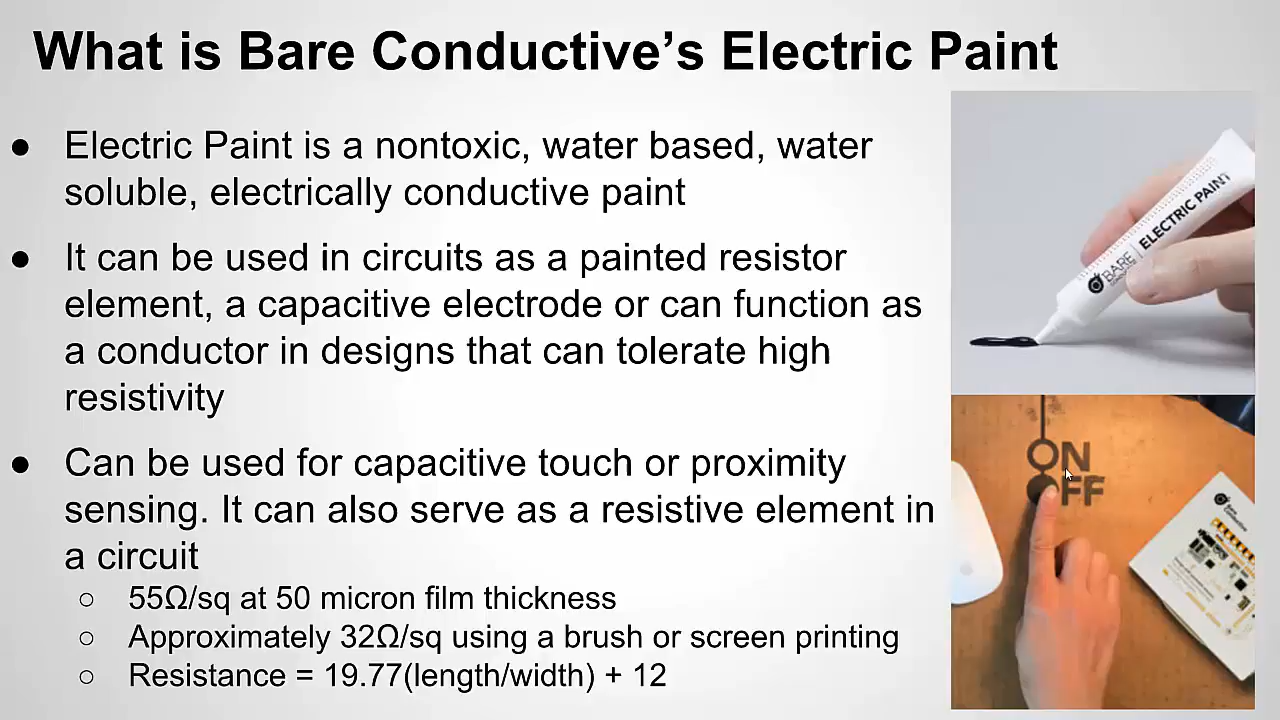 What is Bare Conductive’s Electric Paint
● Electric Paint is a nontoxic, water based, water
soluble, electrically conductive paint
● It can be used in circuits as a painted resistor
element, a capacitive electrode or can function as
a conductor in designs that can tolerate high
resistivity
● Can be used for capacitive touch or proximity
sensing. It can also serve as a resistive element in
a circuit
○ 55Ω/sq at 50 micron film thickness
○ Approximately 32Ω/sq using a brush or screen printing
○ Resistance = 19.77(length/width) + 12
BARE
ELECTRIC PAINT
ON
OFF
Bare
Conductive